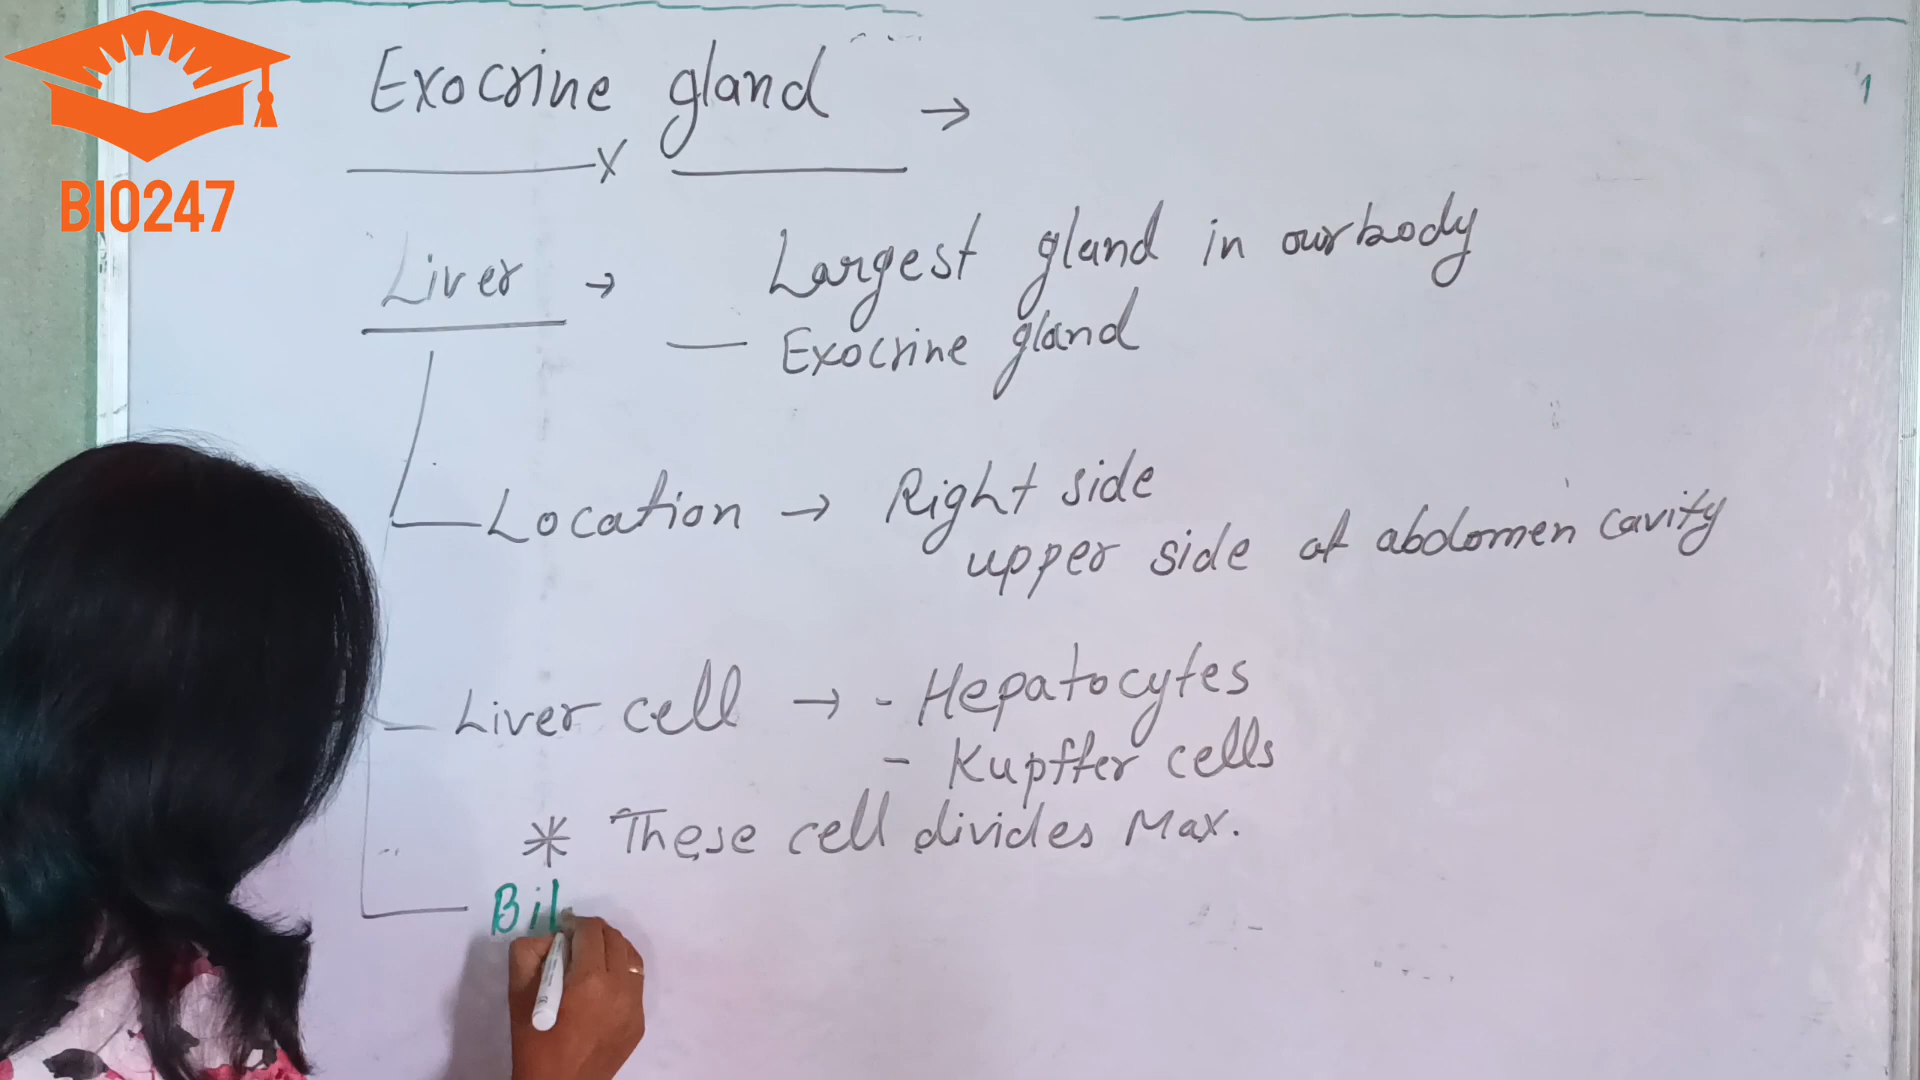 BIO247
Exocrine gland →
1
Liver → Largest gland in our body
— Exocrine gland
Location → Right side
upper side of abdomen cavity
Liver cell → - Hepatocytes
- Kupffer cells
* These cell divides Max.
Bil